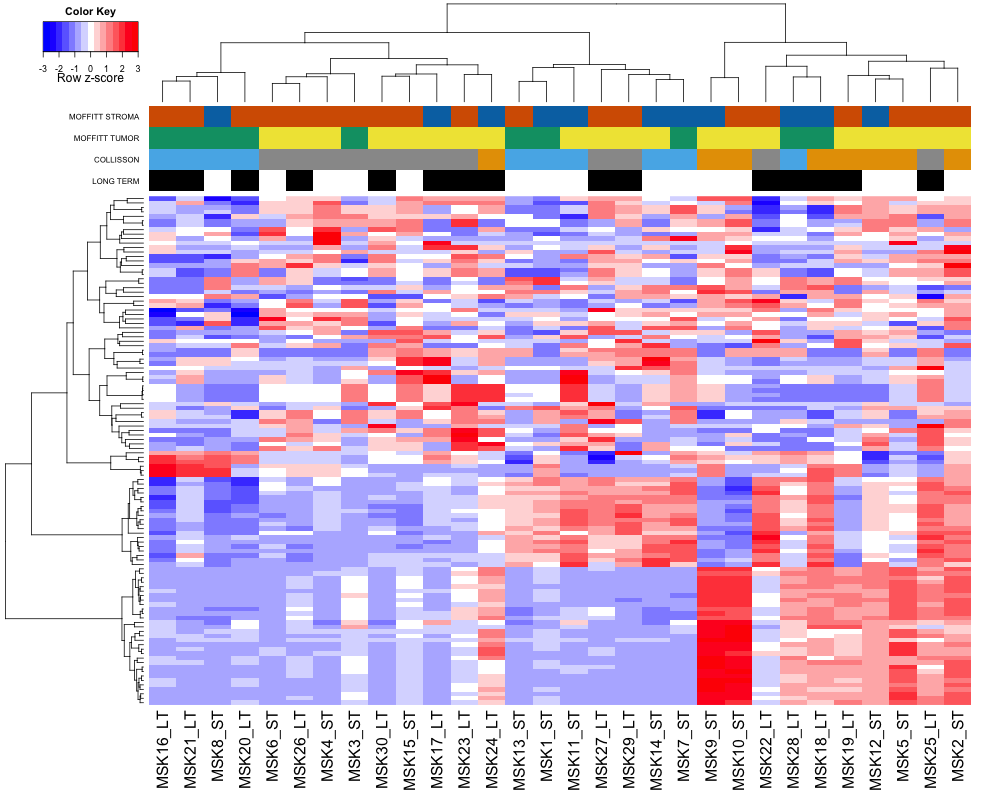 Color Key
-3 -2 -1 0 1 2 3
Row z-score
MOFFITT STROMA
MOFFITT TUMOR
COLLISSON
LONG TERM
MSK16_LT
MSK21_LT
MSK8_ST
MSK20_LT
MSK6_ST
MSK26_LT
MSK4_ST
MSK3_ST
MSK30_LT
MSK15_ST
MSK17_LT
MSK23_LT
MSK24_LT
MSK13_ST
MSK1_ST
MSK11_ST
MSK27_LT
MSK29_LT
MSK14_ST
MSK7_ST
MSK9_ST
MSK10_ST
MSK22_LT
MSK28_LT
MSK18_LT
MSK19_LT
MSK12_ST
MSK5_ST
MSK25_LT
MSK2_ST